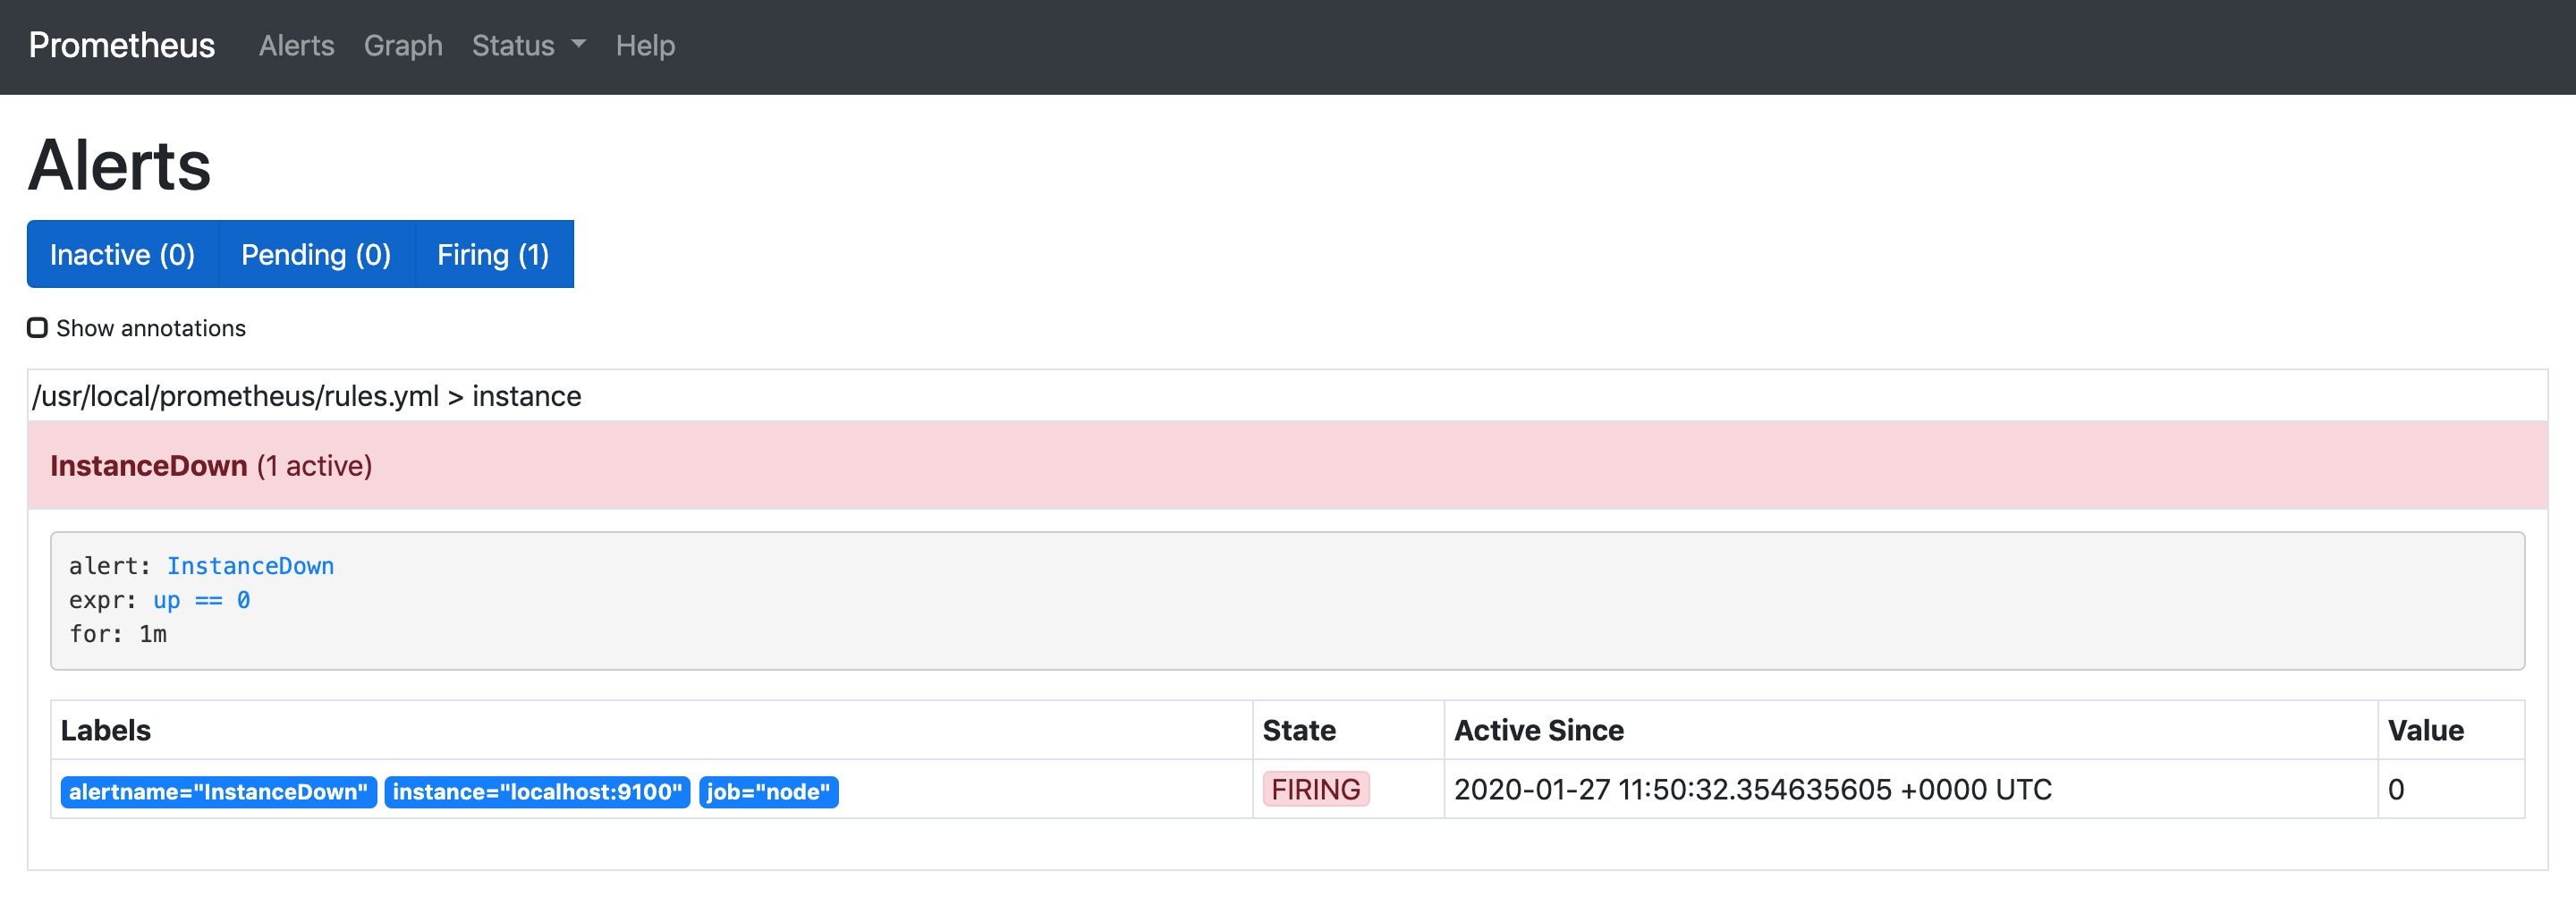 Prometheus Alerts Graph Status Help
Alerts
Inactive (0) Pending (0) Firing (1)
Show annotations
/usr/local/prometheus/rules.yml > instance
InstanceDown (1 active)
alert: InstanceDown
expr: up == 0
for: 1m
Labels State Active Since Value
alertname="InstanceDown" instance="localhost:9100" job="node" FIRING 2020-01-27 11:50:32.354635605 +0000 UTC 0